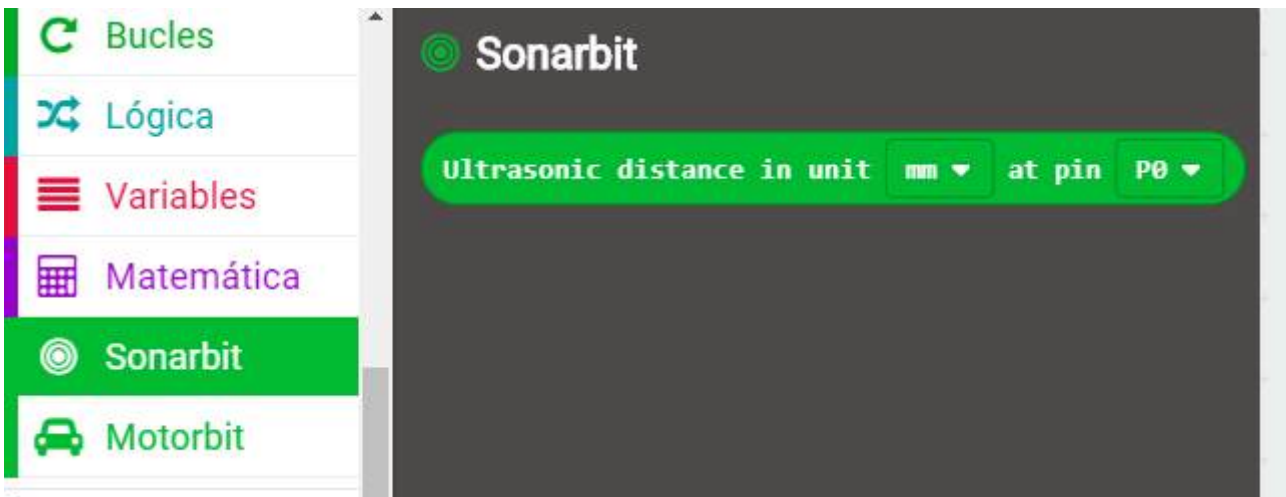 Bucles
Lógica
Variables
Matemática
Sonarbit
Motorbit
Sonarbit
Ultrasonic distance in unit mm at pin P0